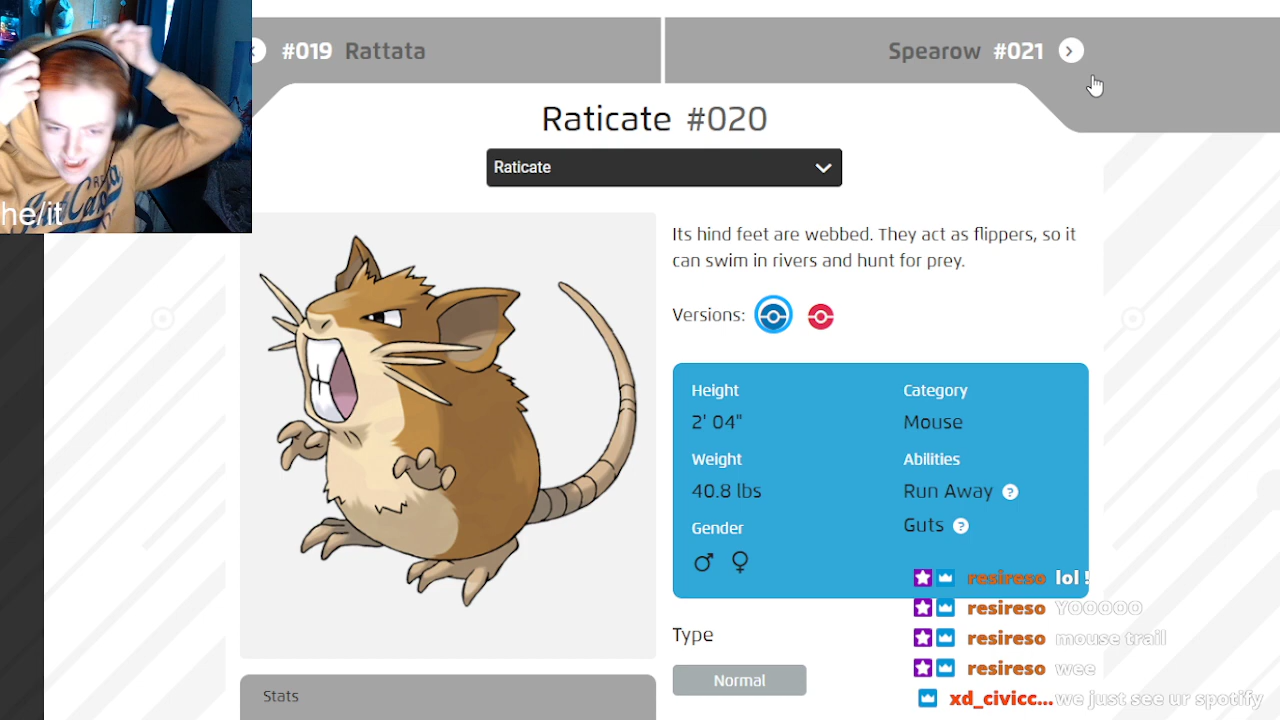 #019 Rattata
Spearow #021
Raticate #020
Raticate
he/it
Its hind feet are webbed. They act as flippers, so it
can swim in rivers and hunt for prey.
Versions:
Height
2' 04"
Weight
40.8 lbs
Gender
Category
Mouse
Abilities
Run Away ?
Guts ?
Type
Normal
Stats
resireso lol !
resireso YOOOOO
resireso mouse trail
resireso wee
xd_civicc... we just see ur spotify